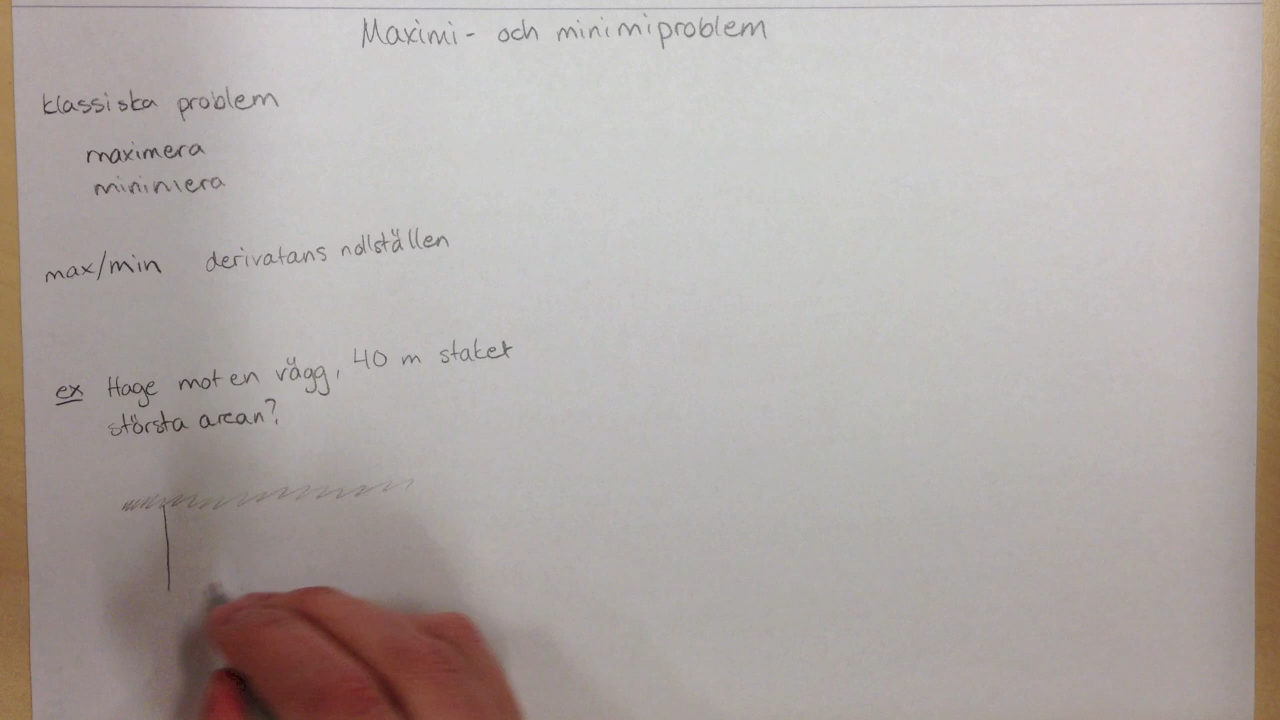 Maximi- och minimiproblem
klassiska problem
maximera
minimera
max/min derivatans nollställen
ex Hage mot en vägg, 40 m staket
största arean?